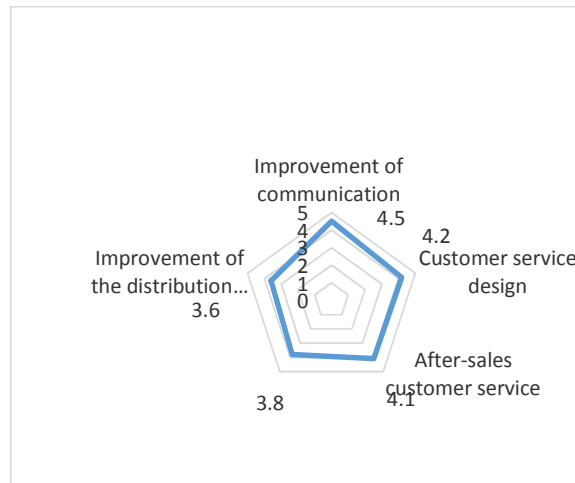 Improvement of
communication
4.5
5
4
3
2
1
0
4.2
Customer service
design
After-sales
customer service
4.1
3.8
Improvement of
the distribution...
3.6